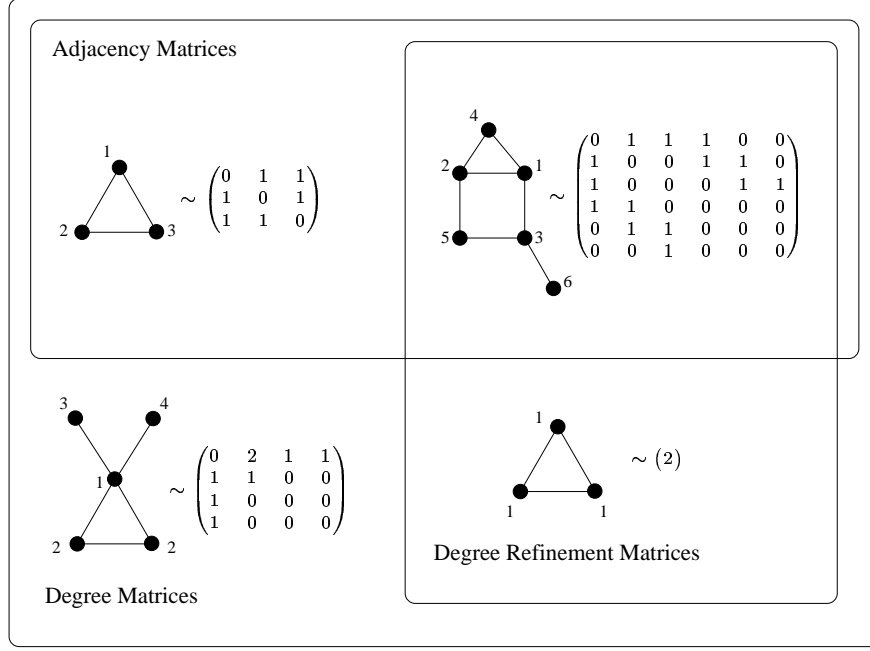 Adjacency Matrices
1
2 3
~ (0 1 1
1 0 1
1 1 0)
4
2 1
5 3
6
~ (0 1 1 1 0 0
1 0 0 1 1 0
1 0 0 0 1 1
1 1 0 0 0 0
0 1 1 0 0 0
0 0 1 0 0 0)
3 4
1
2 2
~ (0 2 1 1
1 1 0 0
1 0 0 0
1 0 0 0)
Degree Matrices
1
1 1
~ (2)
Degree Refinement Matrices